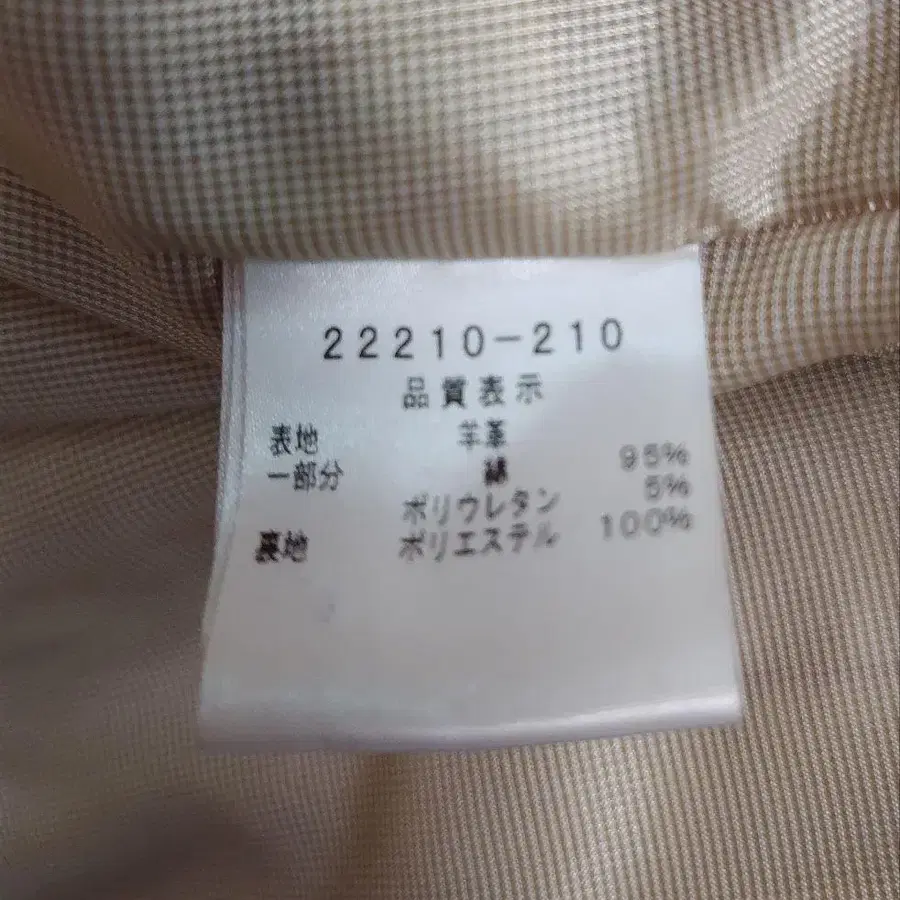 22210-210
品質表示
表地 羊革
一部分 綿 95%
ポリウレタン 5%
裏地 ポリエステル 100%